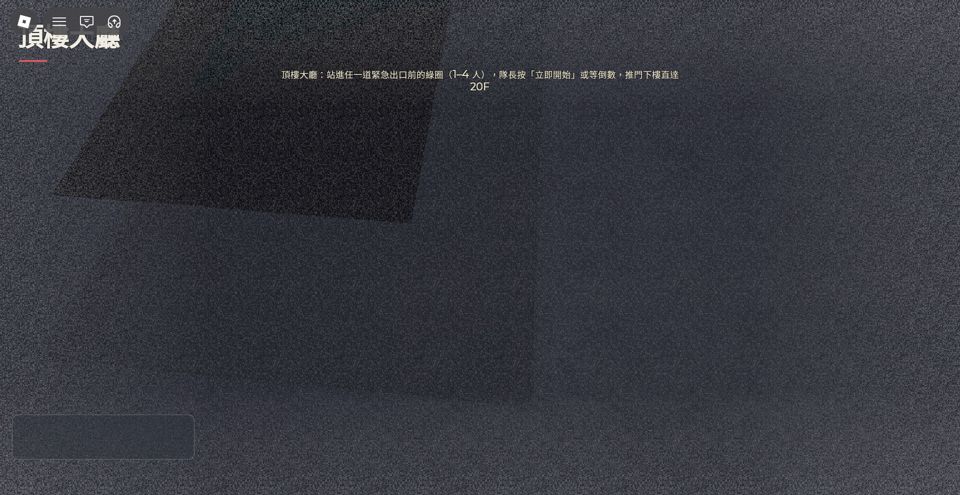 頂樓大廳
頂樓大廳：站進任一道緊急出口前的綠圈（1–4 人），隊長按「立即開始」或等倒數，推門下樓直達
20F